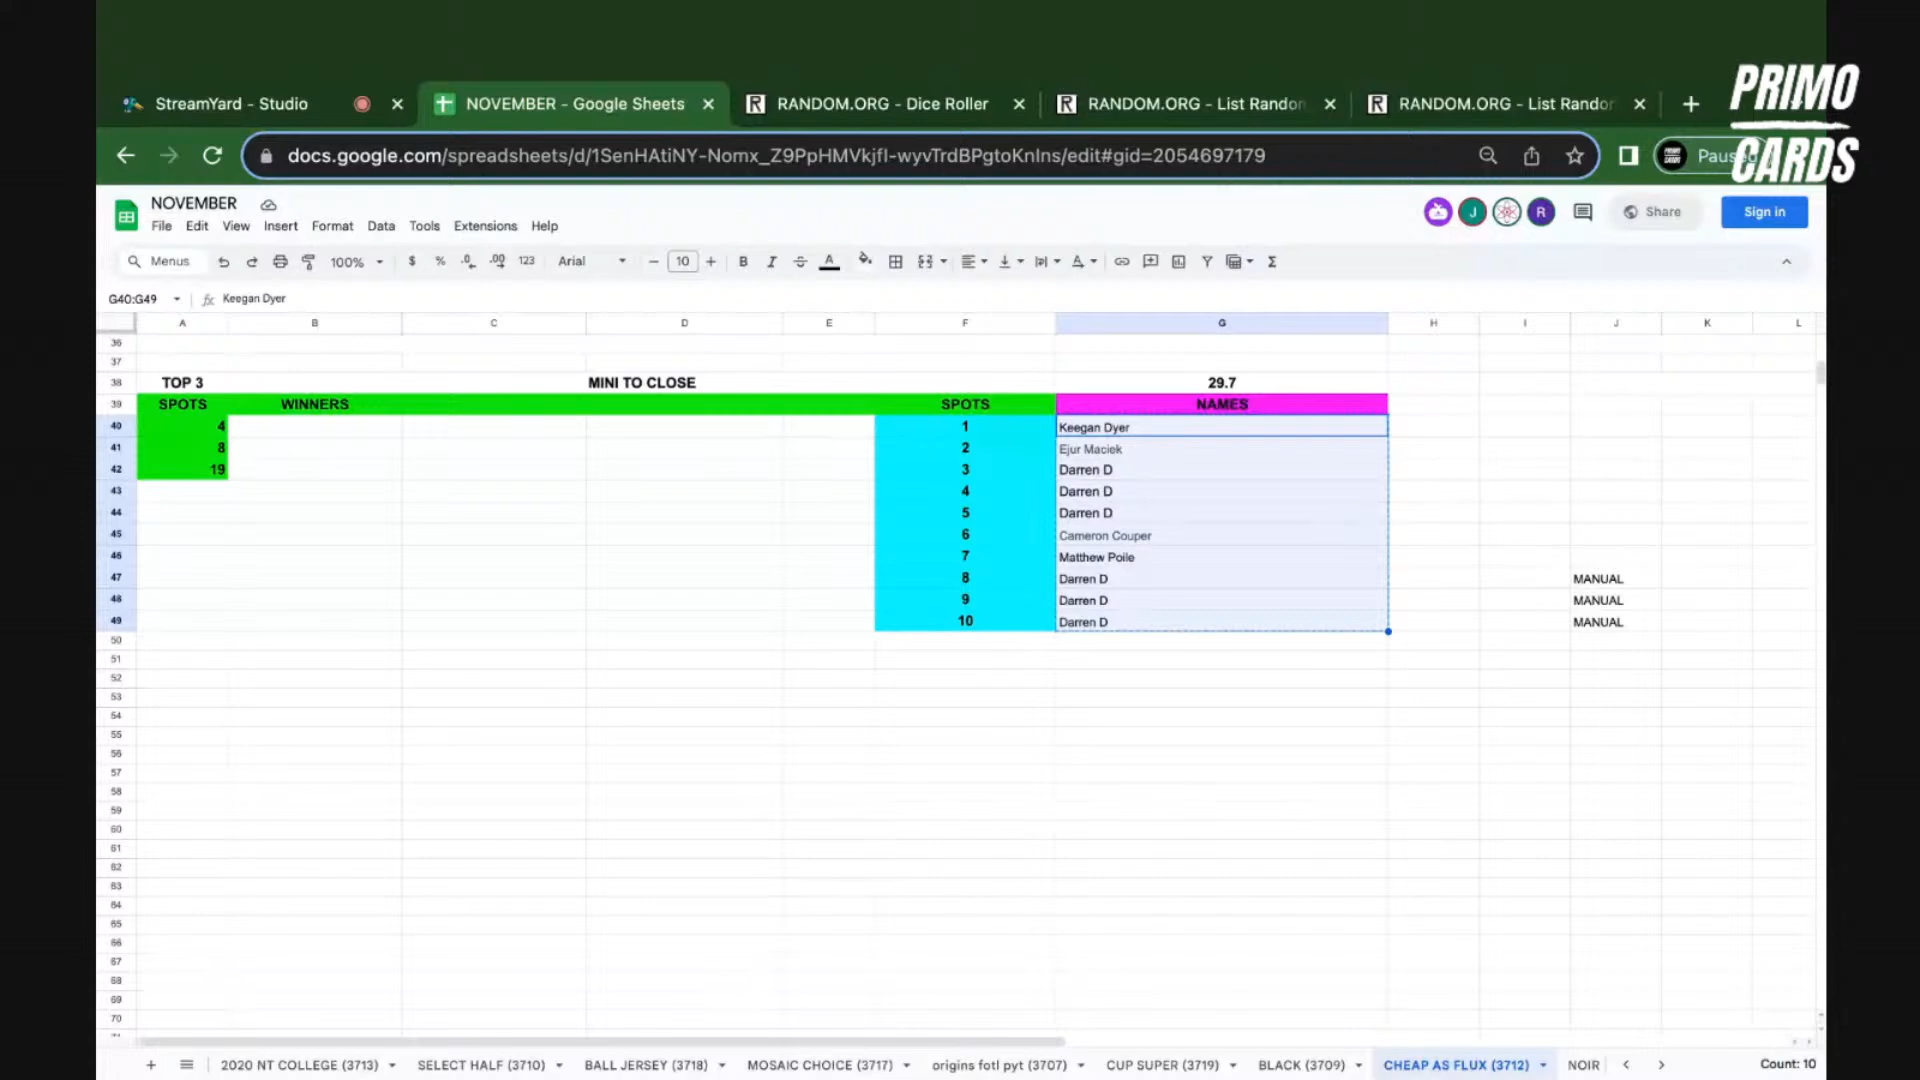 PRIMO
CARDS
StreamYard - Studio
NOVEMBER - Google Sheets
RANDOM.ORG - Dice Roller
RANDOM.ORG - List Random
RANDOM.ORG - List Random
docs.google.com/spreadsheets/d/1SenHAtiNY-Nomx_Z9PpHMVkjfI-wyvTrdBPgtoKnIns/edit#gid=2054697179
Paused
NOVEMBER
File Edit View Insert Format Data Tools Extensions Help
J R
Share
Sign in
Menus 100% $ % .0 .00 123 Arial 10 B I A Σ
G40:G49 fx Keegan Dyer
A B C D E F G H I J K L
36
37
38 TOP 3 MINI TO CLOSE 29.7
39 SPOTS WINNERS SPOTS NAMES
40 4 1 Keegan Dyer
41 8 2 Ejur Maciek
42 19 3 Darren D
43 4 Darren D
44 5 Darren D
45 6 Cameron Couper
46 7 Matthew Poile
47 8 Darren D MANUAL
48 9 Darren D MANUAL
49 10 Darren D MANUAL
50
51
52
53
54
55
56
57
58
59
60
61
62
63
64
65
66
67
68
69
70
2020 NT COLLEGE (3713) SELECT HALF (3710) BALL JERSEY (3718) MOSAIC CHOICE (3717) origins fotl pyt (3707) CUP SUPER (3719) BLACK (3709) CHEAP AS FLUX (3712) NOIR Count: 10